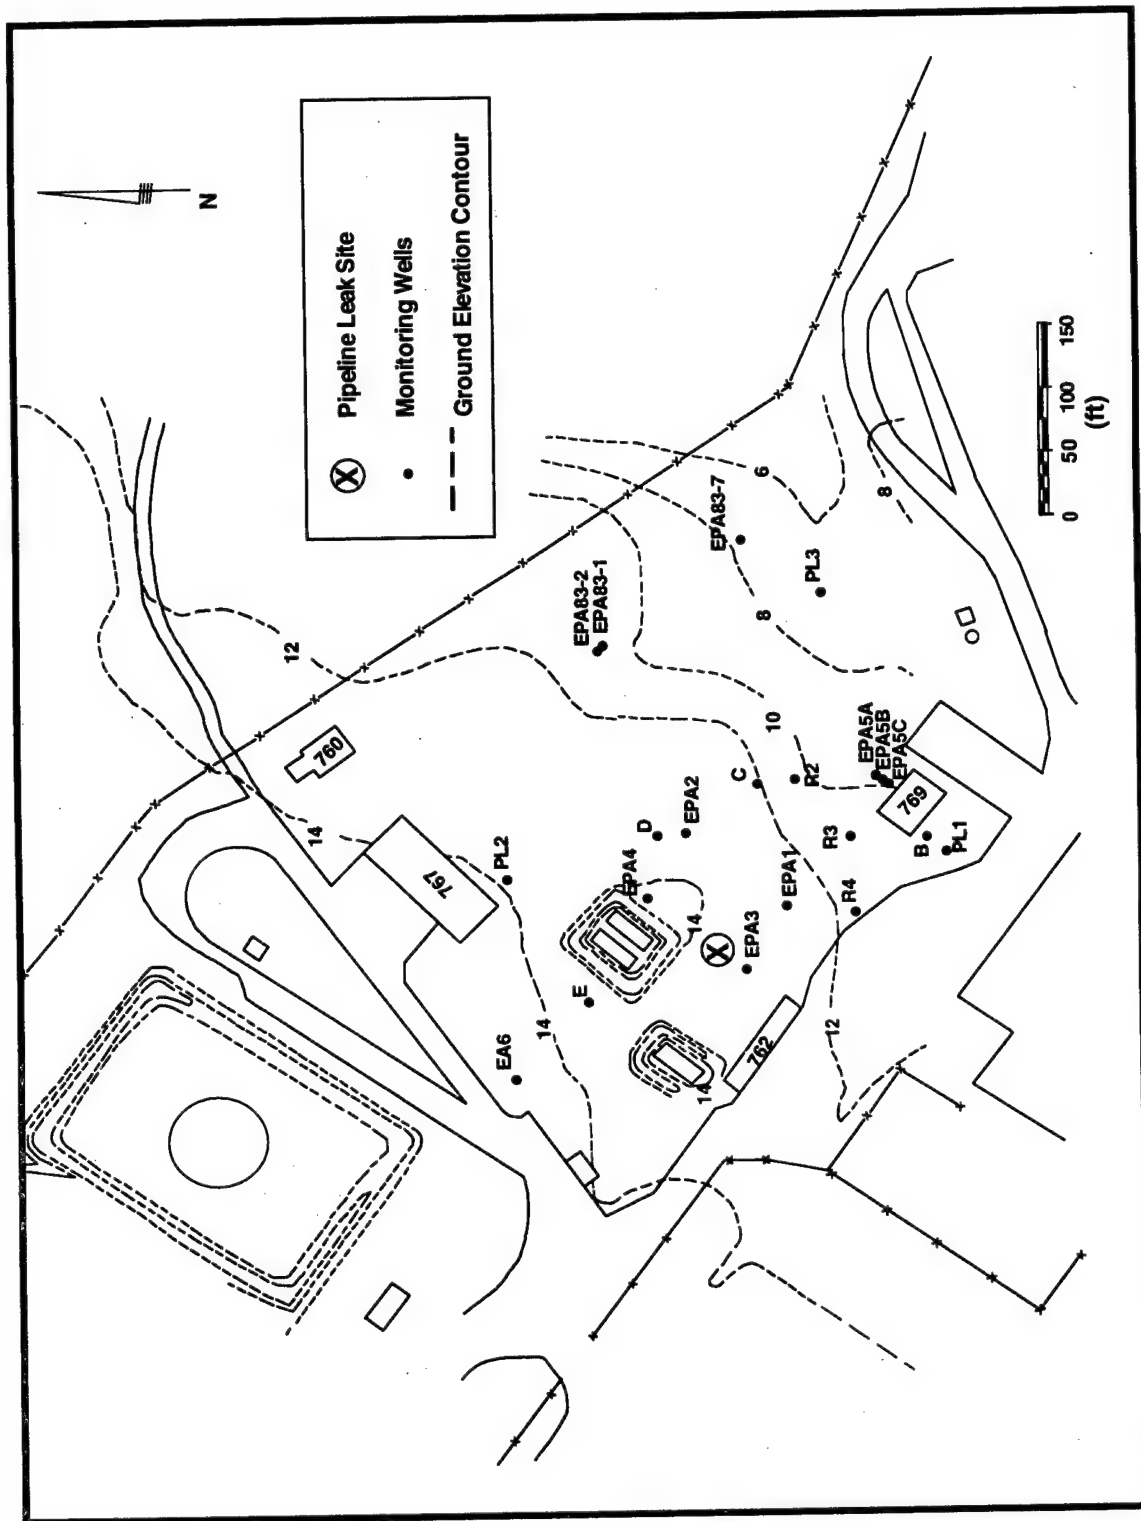 N
Pipeline Leak Site
Monitoring Wells
Ground Elevation Contour
EA6
E
PL2
767
760
14
12
14
EPA4
D
EPA2
14
14
EPA3
EPA1
762
12
C
R2
R3
R4
10
EPA83-2
EPA83-1
EPA83-7
6
8
8
PL3
EPA5A
EPA5B
EPA5C
769
B
PL1
0 50 100 150
(ft)